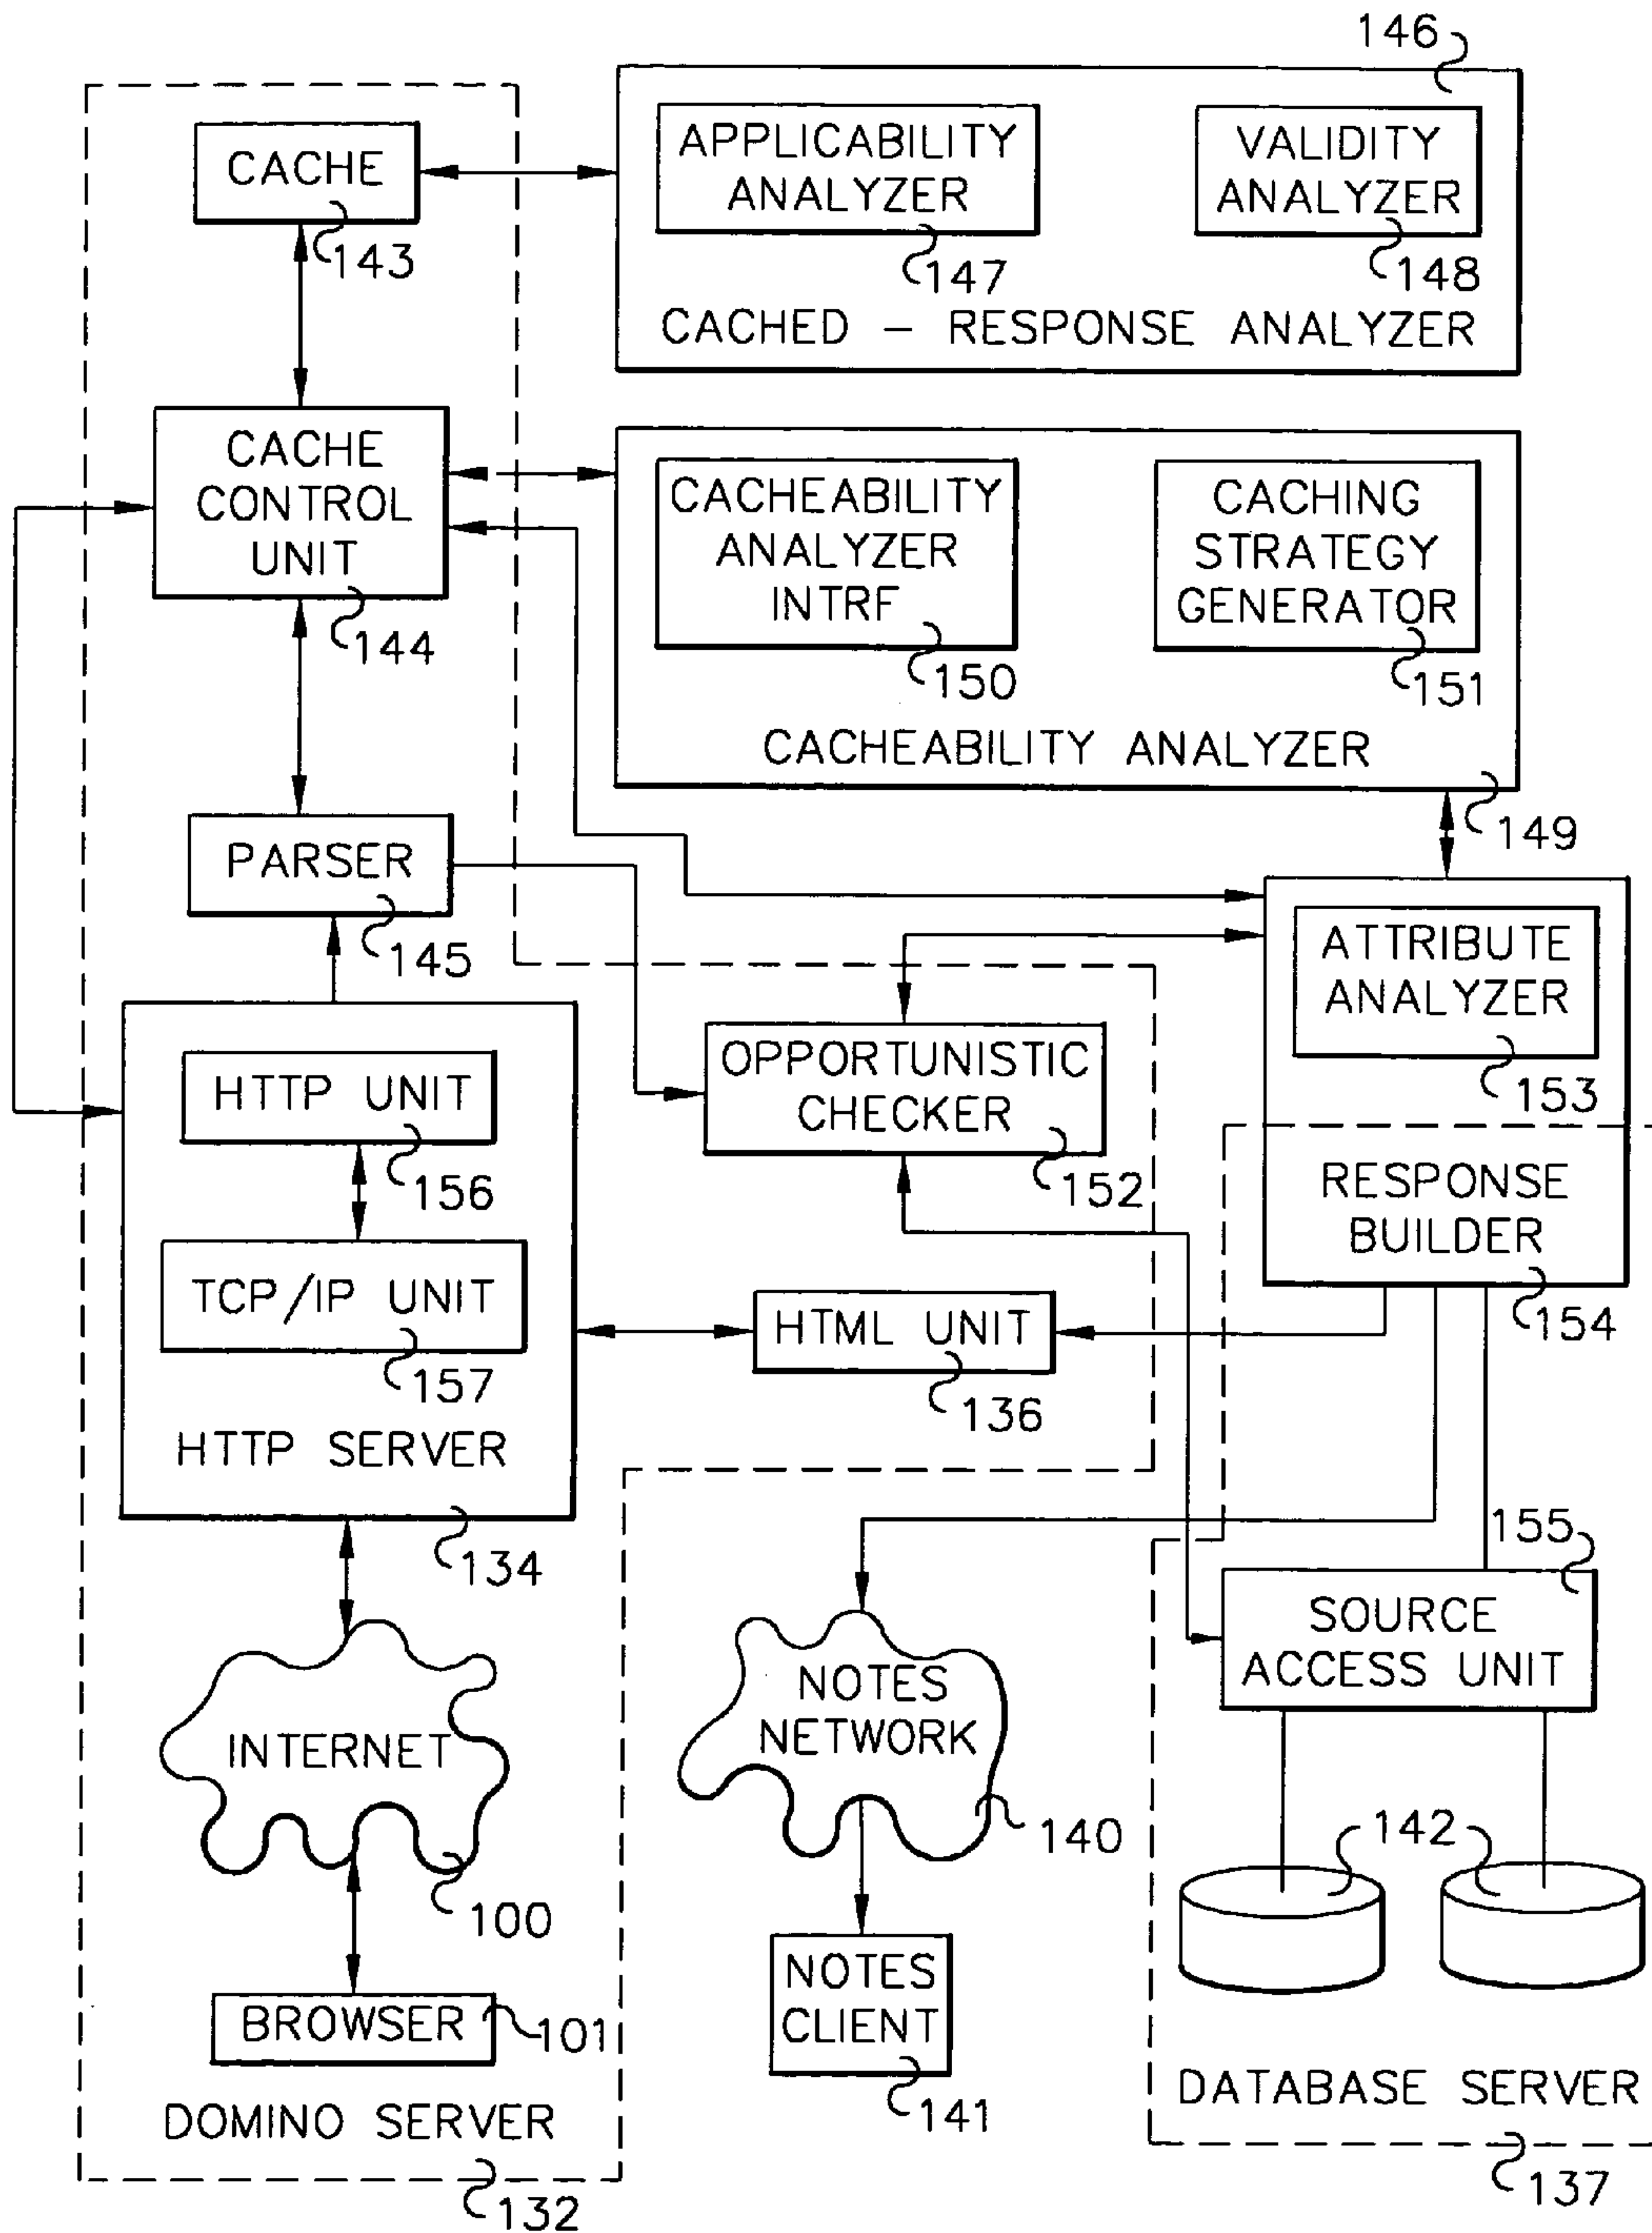 146
CACHE
143
APPLICABILITY
ANALYZER
147
VALIDITY
ANALYZER
148
CACHED – RESPONSE ANALYZER
CACHE
CONTROL
UNIT
144
CACHEABILITY
ANALYZER
INTRF
150
CACHING
STRATEGY
GENERATOR
151
CACHEABILITY ANALYZER
149
PARSER
145
ATTRIBUTE
ANALYZER
153
OPPORTUNISTIC
CHECKER
152
RESPONSE
BUILDER
154
HTTP UNIT
156
TCP/IP UNIT
157
HTTP SERVER
134
HTML UNIT
136
155
SOURCE
ACCESS UNIT
INTERNET
100
NOTES
NETWORK
140
142
BROWSER
101
NOTES
CLIENT
141
DOMINO SERVER
132
DATABASE SERVER
137